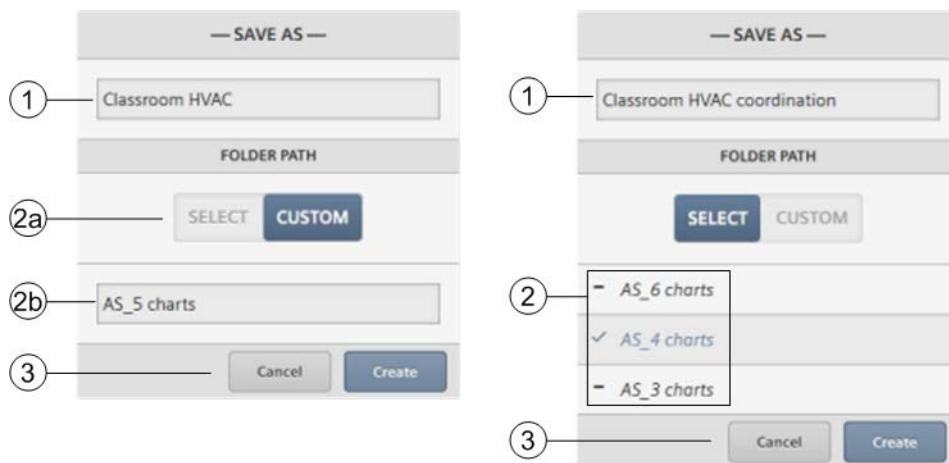 — SAVE AS —
1
Classroom HVAC
FOLDER PATH
2a
SELECT CUSTOM
2b
AS_5 charts
3
Cancel Create
— SAVE AS —
1
Classroom HVAC coordination
FOLDER PATH
SELECT CUSTOM
2
AS_6 charts
AS_4 charts
AS_3 charts
3
Cancel Create